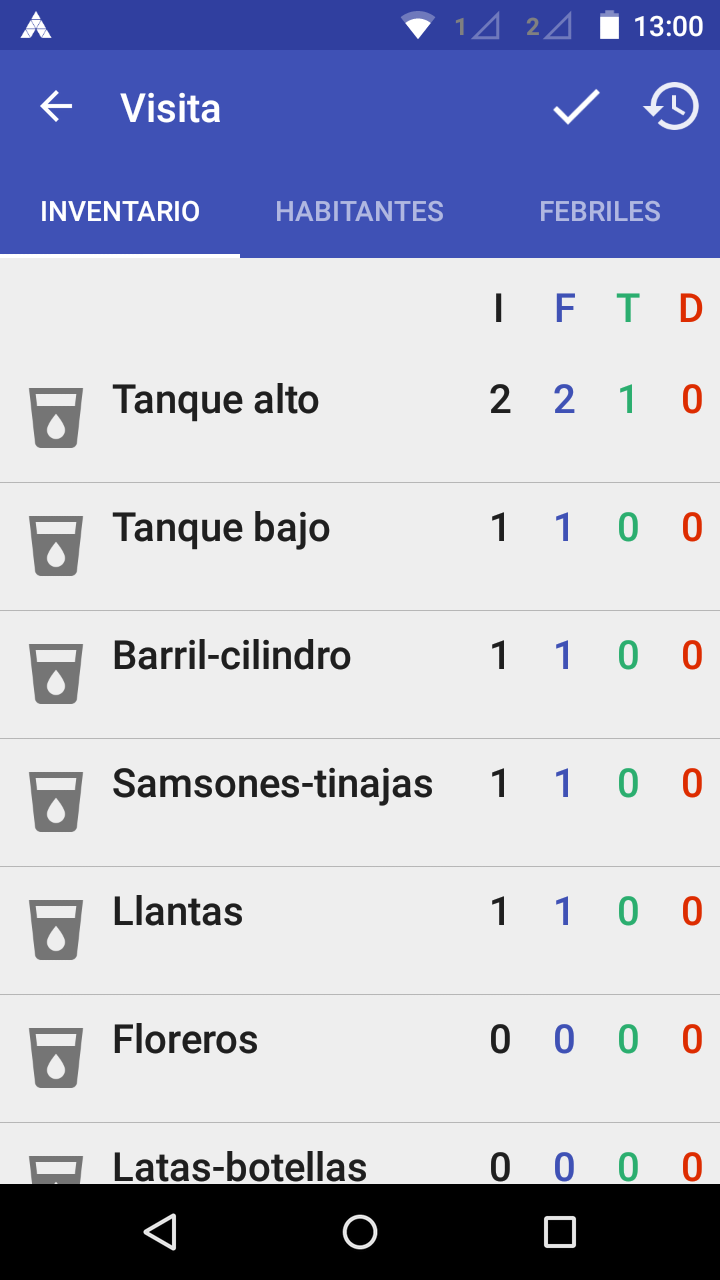 1 2 13:00
Visita
INVENTARIO HABITANTES FEBRILES
I F T D
Tanque alto 2 2 1 0
Tanque bajo 1 1 0 0
Barril-cilindro 1 1 0 0
Samsones-tinajas 1 1 0 0
Llantas 1 1 0 0
Floreros 0 0 0 0
Latas-botellas 0 0 0 0